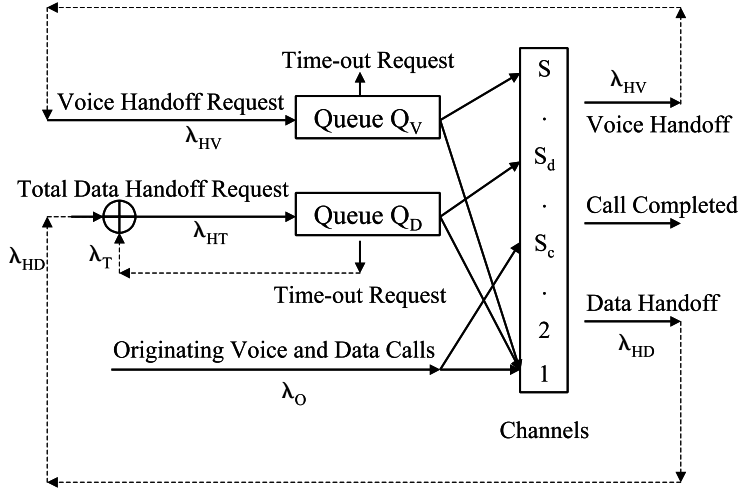 Time-out Request
S
λHV
Voice Handoff Request
Queue QV
λHV
.
Voice Handoff
Sd
Total Data Handoff Request
Queue QD
.
Call Completed
λHT
Sc
λHD
λT
Time-out Request
.
Data Handoff
2
λHD
Originating Voice and Data Calls
1
λO
Channels